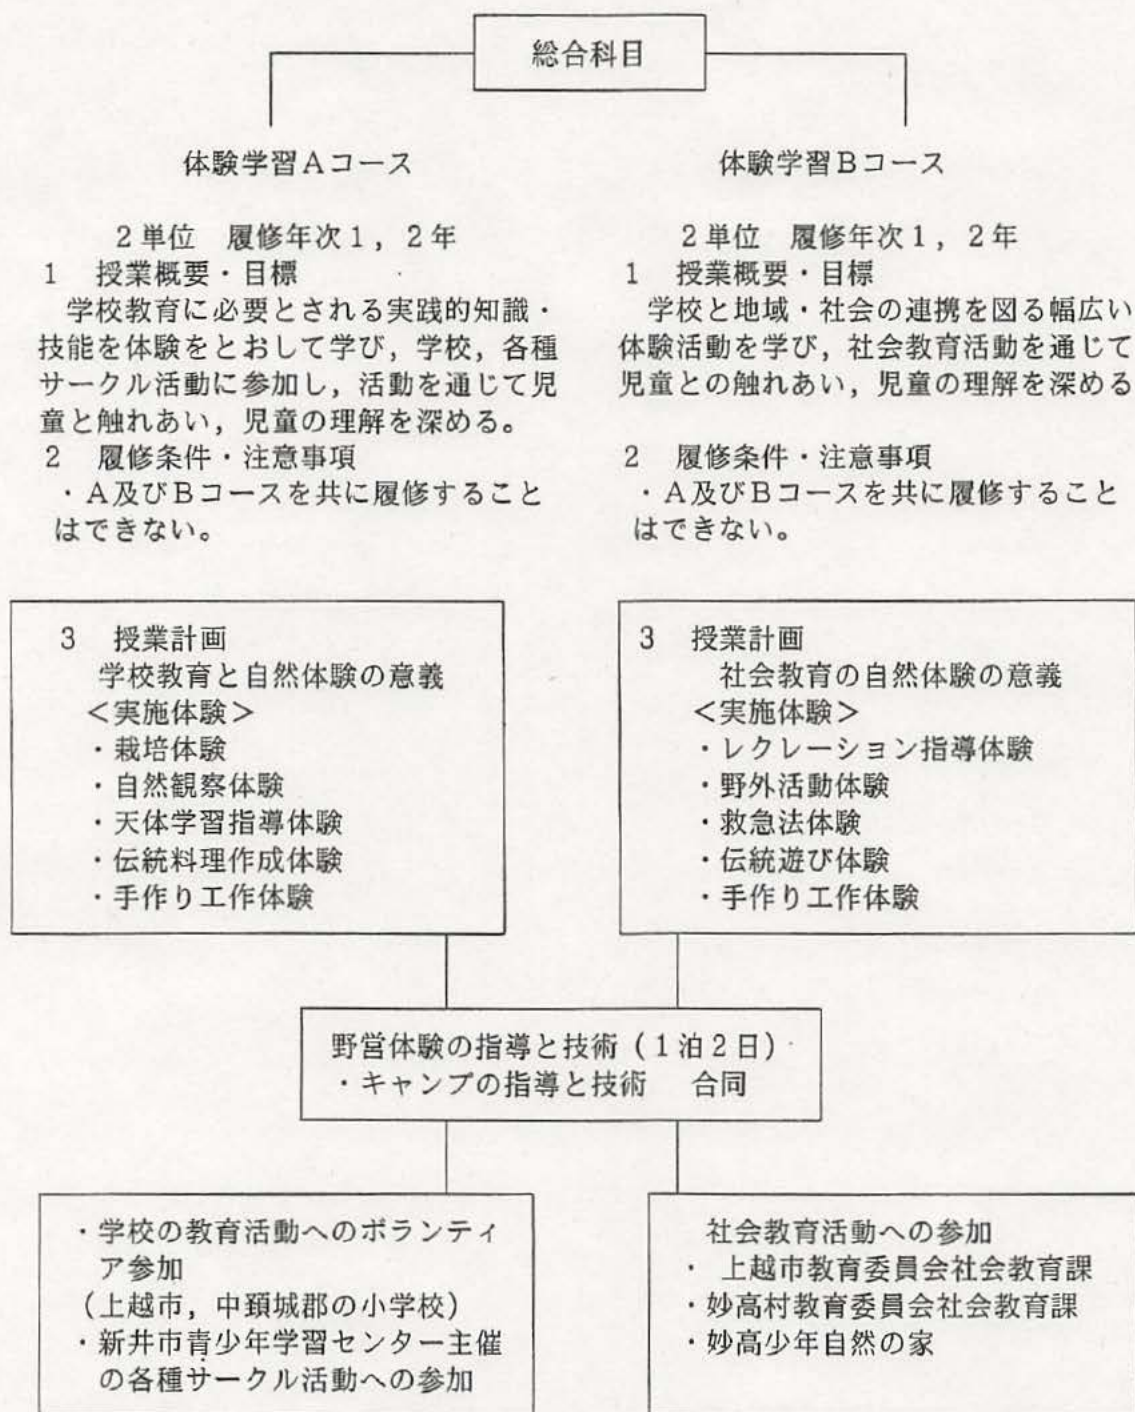 総合科目
体験学習Aコース
2単位 履修年次1,2年
1 授業概要・目標
学校教育に必要とされる実践的知識・
技能を体験をとおして学び,学校,各種
サークル活動に参加し,活動を通じて児
童と触れあい,児童の理解を深める。
2 履修条件・注意事項
・A及びBコースを共に履修すること
はできない。
3 授業計画
学校教育と自然体験の意義
<実施体験>
・栽培体験
・自然観察体験
・天体学習指導体験
・伝統料理作成体験
・手作り工作体験
体験学習Bコース
2単位 履修年次1,2年
1 授業概要・目標
学校と地域・社会の連携を図る幅広い
体験活動を学び,社会教育活動を通じて
児童との触れあい,児童の理解を深める
2 履修条件・注意事項
・A及びBコースを共に履修すること
はできない。
3 授業計画
社会教育の自然体験の意義
<実施体験>
・レクレーション指導体験
・野外活動体験
・救急法体験
・伝統遊び体験
・手作り工作体験
野営体験の指導と技術(1泊2日)
・キャンプの指導と技術 合同
・学校の教育活動へのボランティ
ア参加
(上越市,中頚城郡の小学校)
・新井市青少年学習センター主催
の各種サークル活動への参加
社会教育活動への参加
・ 上越市教育委員会社会教育課
・妙高村教育委員会社会教育課
・妙高少年自然の家